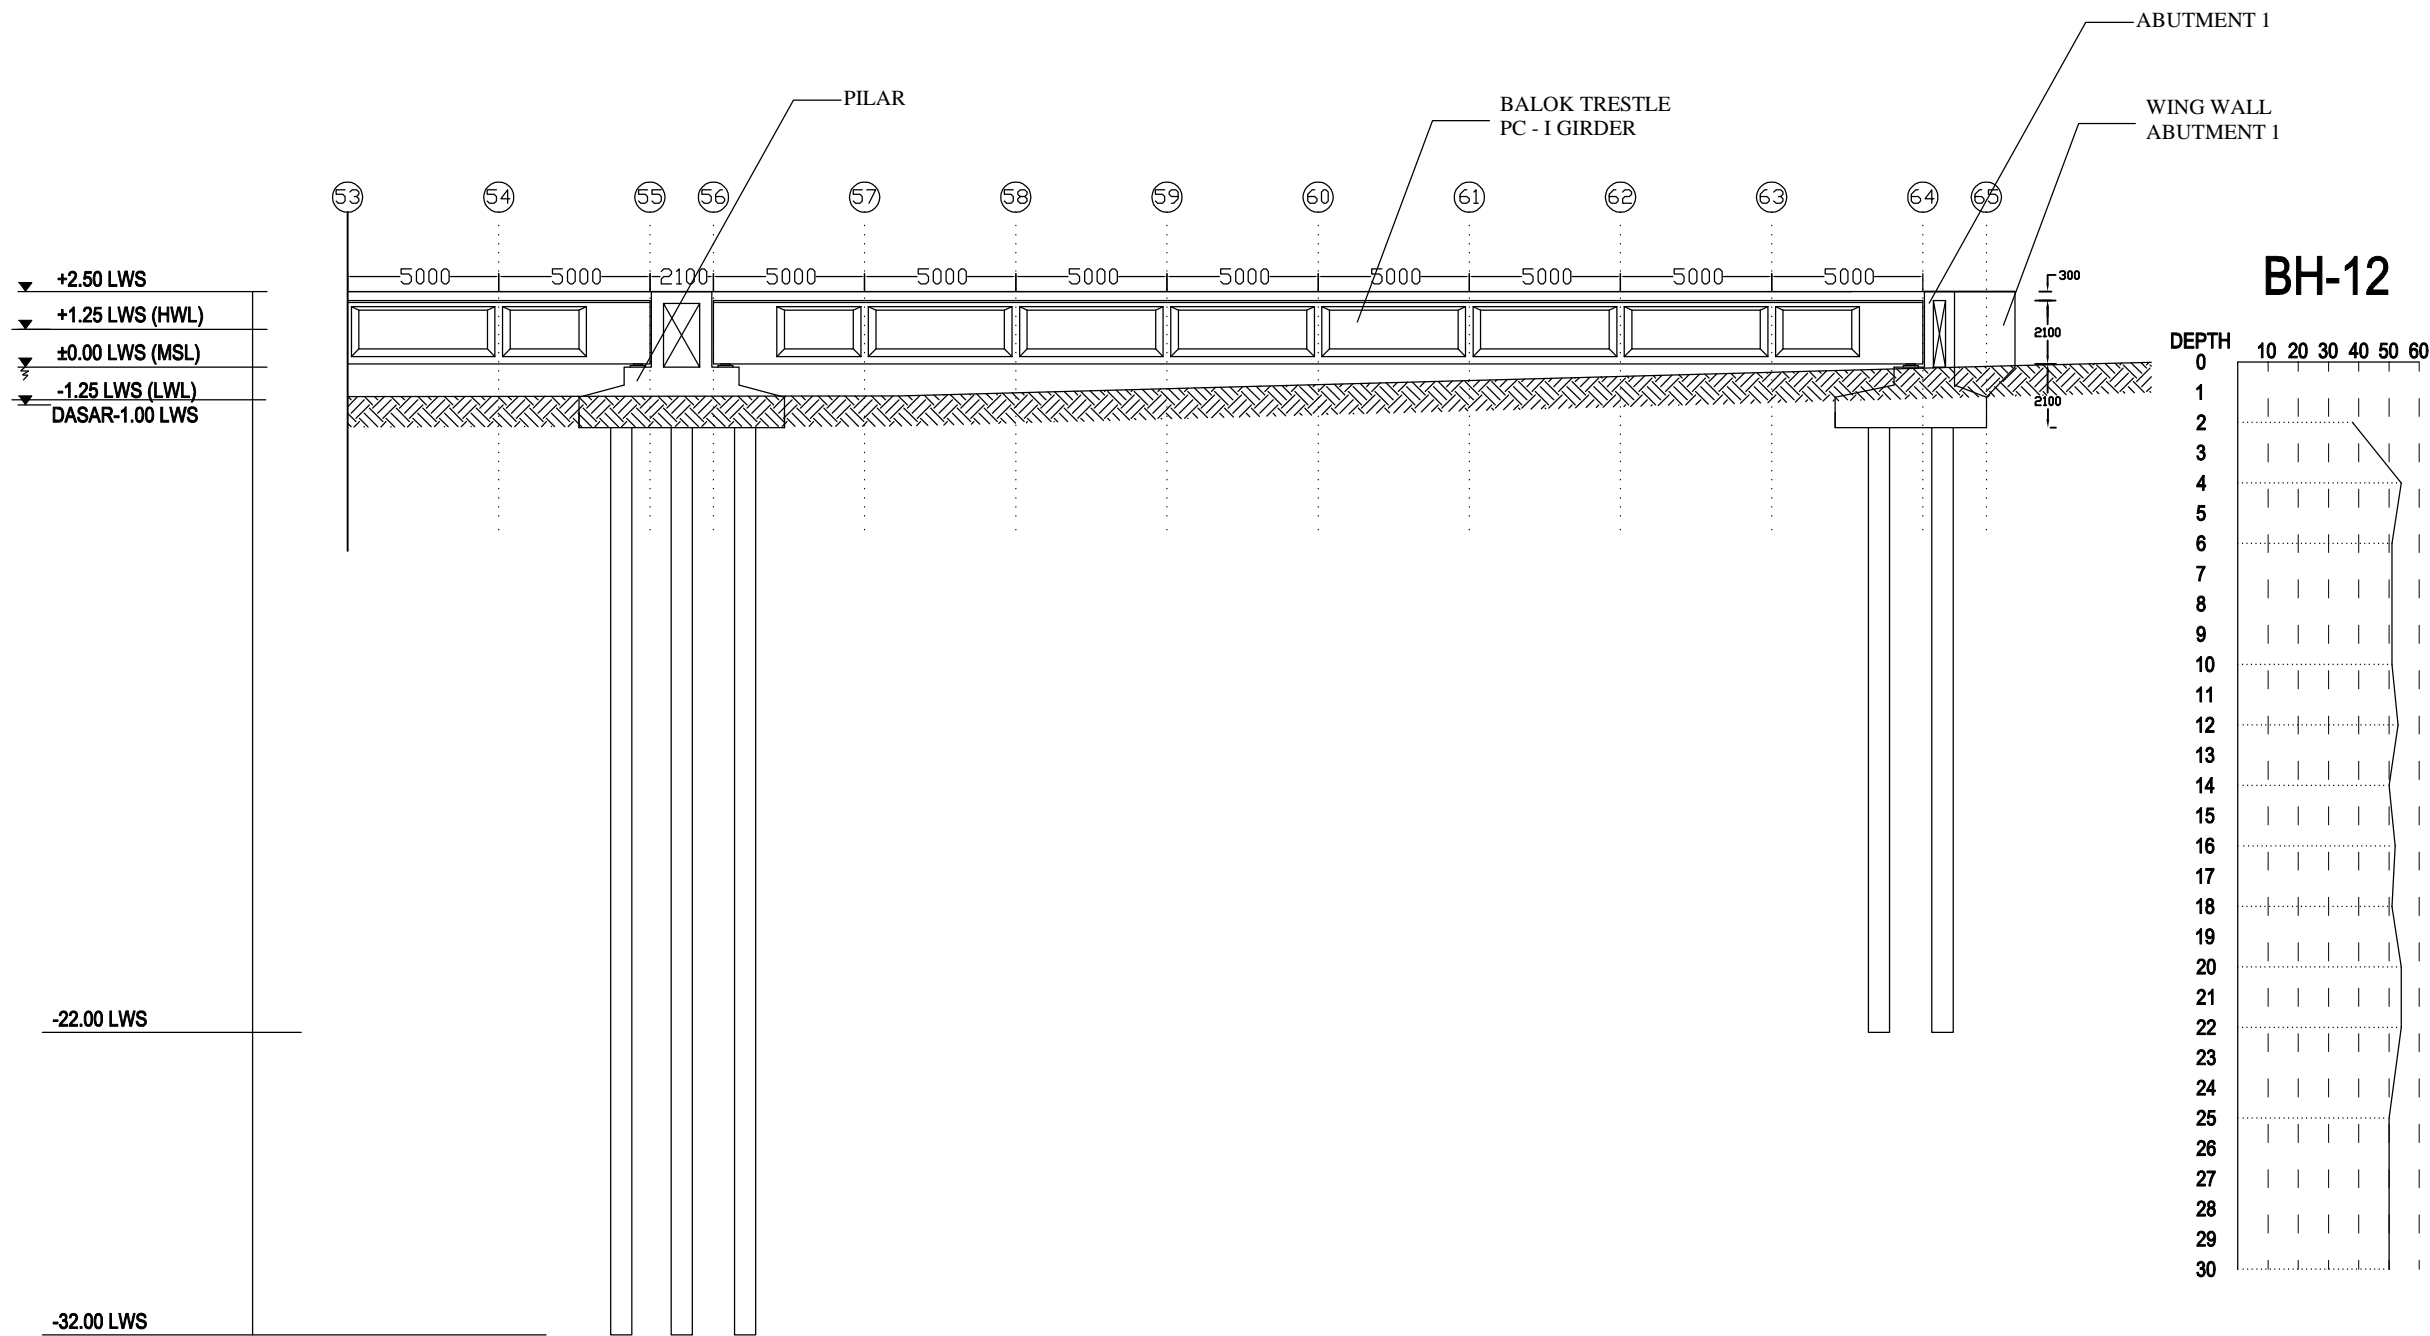 ABUTMENT 1
PILAR
BALOK TRESTLE
PC - I GIRDER
WING WALL
ABUTMENT 1
53 54 55 56 57 58 59 60 61 62 63 64 65
5000 5000 2100 5000 5000 5000 5000 5000 5000 5000 5000
300
2100
2100
+2.50 LWS
+1.25 LWS (HWL)
±0.00 LWS (MSL)
-1.25 LWS (LWL)
DASAR-1.00 LWS
-22.00 LWS
-32.00 LWS
BH-12
DEPTH
10 20 30 40 50 60
0
1
2
3
4
5
6
7
8
9
10
11
12
13
14
15
16
17
18
19
20
21
22
23
24
25
26
27
28
29
30